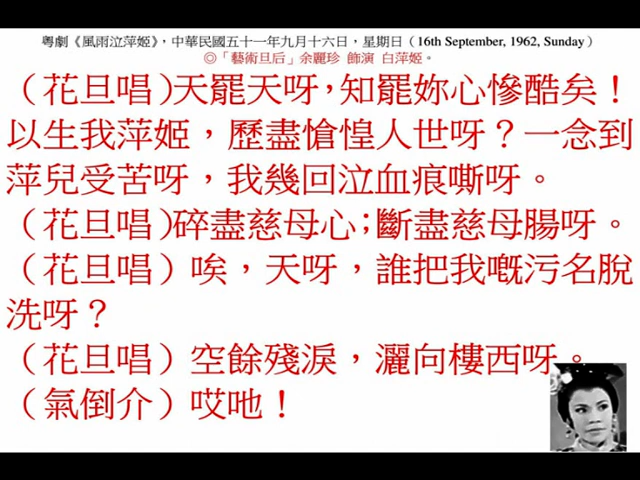 粵劇《風雨泣萍姬》，中華民國五十一年九月十六日，星期日（16th September, 1962, Sunday）
◎「藝術旦后」余麗珍 飾演 白萍姬。
（花旦唱）天罷天呀，知罷妳心慘酷矣！
以生我萍姬，歷盡愴惶人世呀？一念到
萍兒受苦呀，我幾回泣血痕嘶呀。
（花旦唱）碎盡慈母心；斷盡慈母腸呀。
（花旦唱）唉，天呀，誰把我嘅污名脫
洗呀？
（花旦唱）空餘殘淚，灑向樓西呀。
（氣倒介）哎吔！